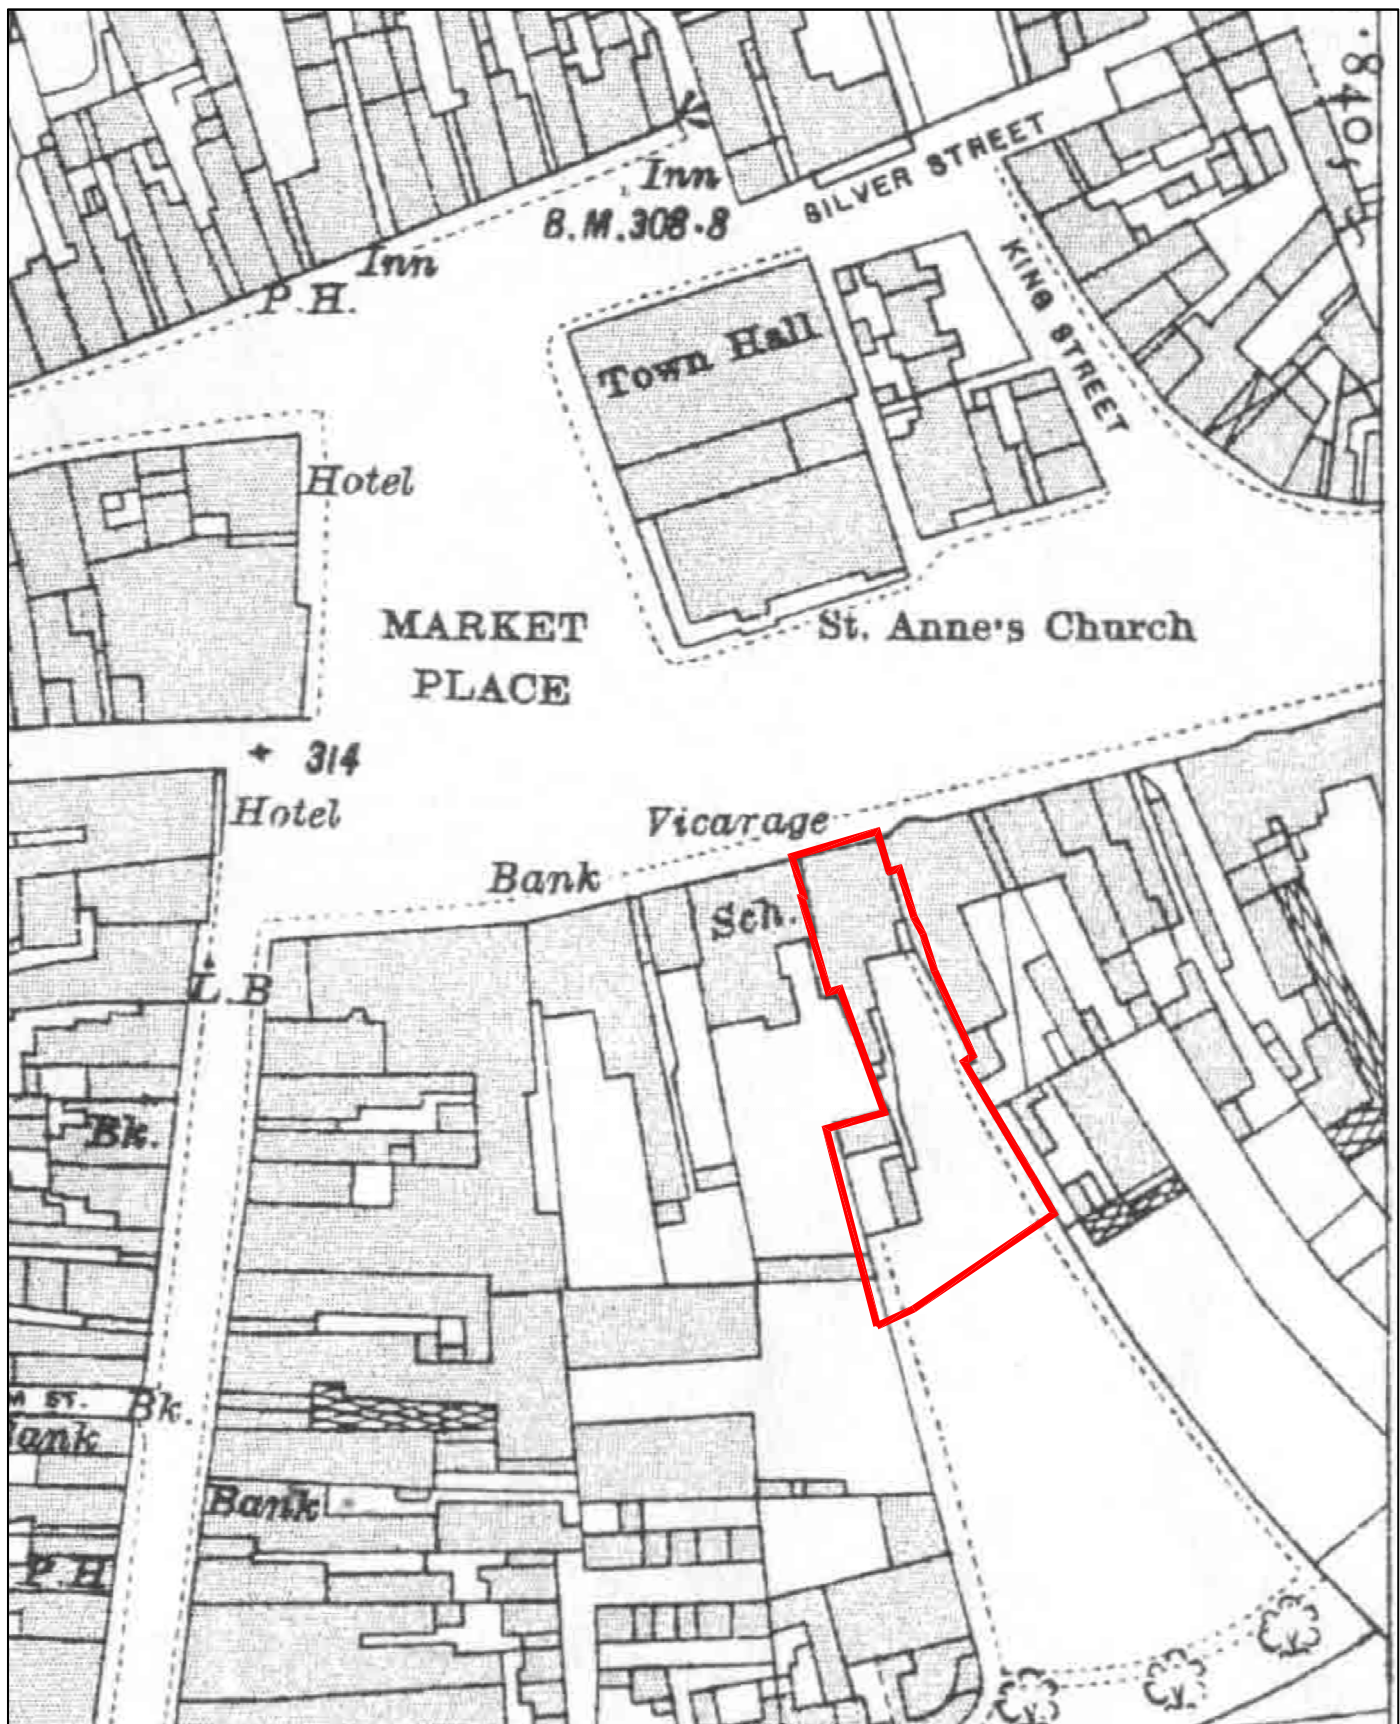 ·840
SILVER STREET
Inn
B.M.308·8
Inn
P.H.
KING STREET
Town Hall
Hotel
MARKET
PLACE
St. Anne's Church
314
Hotel
Vicarage
Bank
Sch.
L.B
Bk.
ST.
Bk.
Bank
P.H